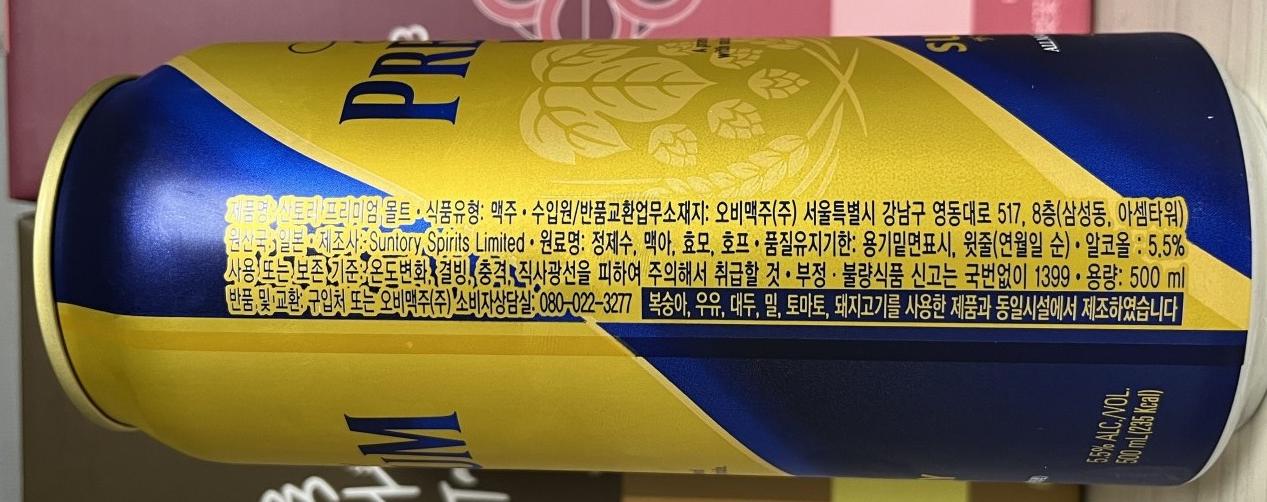 제품명: 산토리 프리미엄 몰트 · 식품유형: 맥주 · 수입원/반품교환업무소재지: 오비맥주(주) 서울특별시 강남구 영동대로 517, 8층(삼성동, 아셈타워)
원산국: 일본 · 제조사: Suntory Spirits Limited · 원료명: 정제수, 맥아, 효모, 호프 · 품질유지기한: 용기밑면표시, 윗줄(연월일 순) · 알코올 : 5.5%
사용 또는 보존 기준: 온도변화, 결빙, 충격, 직사광선을 피하여 주의해서 취급할 것 · 부정 · 불량식품 신고는 국번없이 1399 · 용량: 500 ml
반품 및 교환: 구입처 또는 오비맥주(주) 소비자상담실: 080-022-3277 복숭아, 우유, 대두, 밀, 토마토, 돼지고기를 사용한 제품과 동일시설에서 제조하였습니다
PRE
UM
5.5% ALC./VOL.
500 mL(235 Kcal)